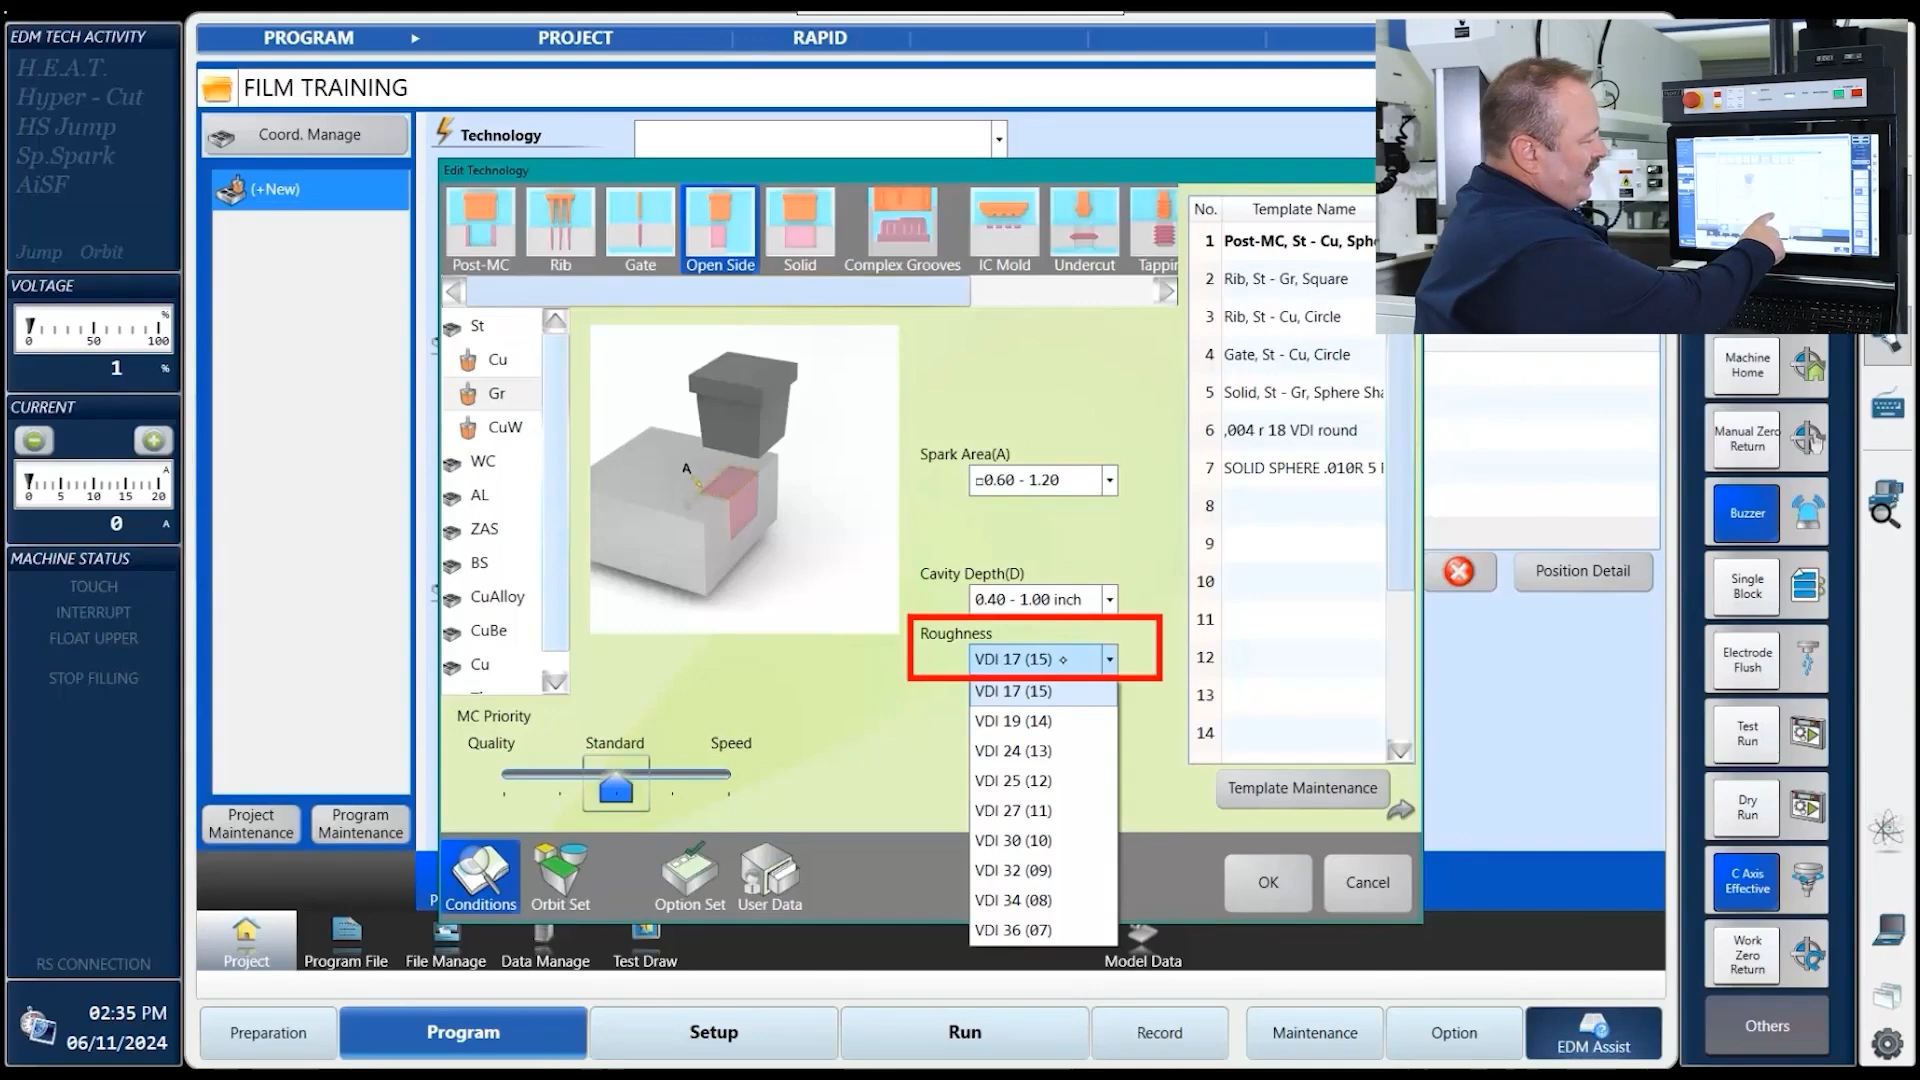 EDM TECH ACTIVITY
H.E.A.T.
Hyper - Cut
HS Jump
Sp.Spark
AiSF
Jump Orbit
VOLTAGE
%
0 50 100
1 %
CURRENT
A
0 5 10 15 20
0 A
MACHINE STATUS
TOUCH
INTERRUPT
FLOAT UPPER
STOP FILLING
RS CONNECTION
02:35 PM
06/11/2024
PROGRAM PROJECT RAPID
FILM TRAINING
Coord. Manage
(+New)
Project Maintenance
Program Maintenance
Technology
Edit Technology
Post-MC Rib Gate Open Side Solid Complex Grooves IC Mold Undercut Tappin
St
Cu
Gr
CuW
WC
AL
ZAS
BS
CuAlloy
CuBe
Cu
A
MC Priority
Quality Standard Speed
Spark Area(A)
□0.60 - 1.20
Cavity Depth(D)
0.40 - 1.00 inch
Roughness
VDI 17 (15) ⟡
VDI 17 (15)
VDI 19 (14)
VDI 24 (13)
VDI 25 (12)
VDI 27 (11)
VDI 30 (10)
VDI 32 (09)
VDI 34 (08)
VDI 36 (07)
No. Template Name
1 Post-MC, St - Cu, Sph
2 Rib, St - Gr, Square
3 Rib, St - Cu, Circle
4 Gate, St - Cu, Circle
5 Solid, St - Gr, Sphere Sha
6 ,004 r 18 VDI round
7 SOLID SPHERE .010R 5
8
9
10
11
12
13
14
Template Maintenance
Conditions Orbit Set Option Set User Data
OK Cancel
Position Detail
Project Program File File Manage Data Manage Test Draw Model Data
Preparation Program Setup Run Record Maintenance Option EDM Assist
Machine Home
Manual Zero Return
Buzzer
Single Block
Electrode Flush
Test Run
Dry Run
C Axis Effective
Work Zero Return
Others